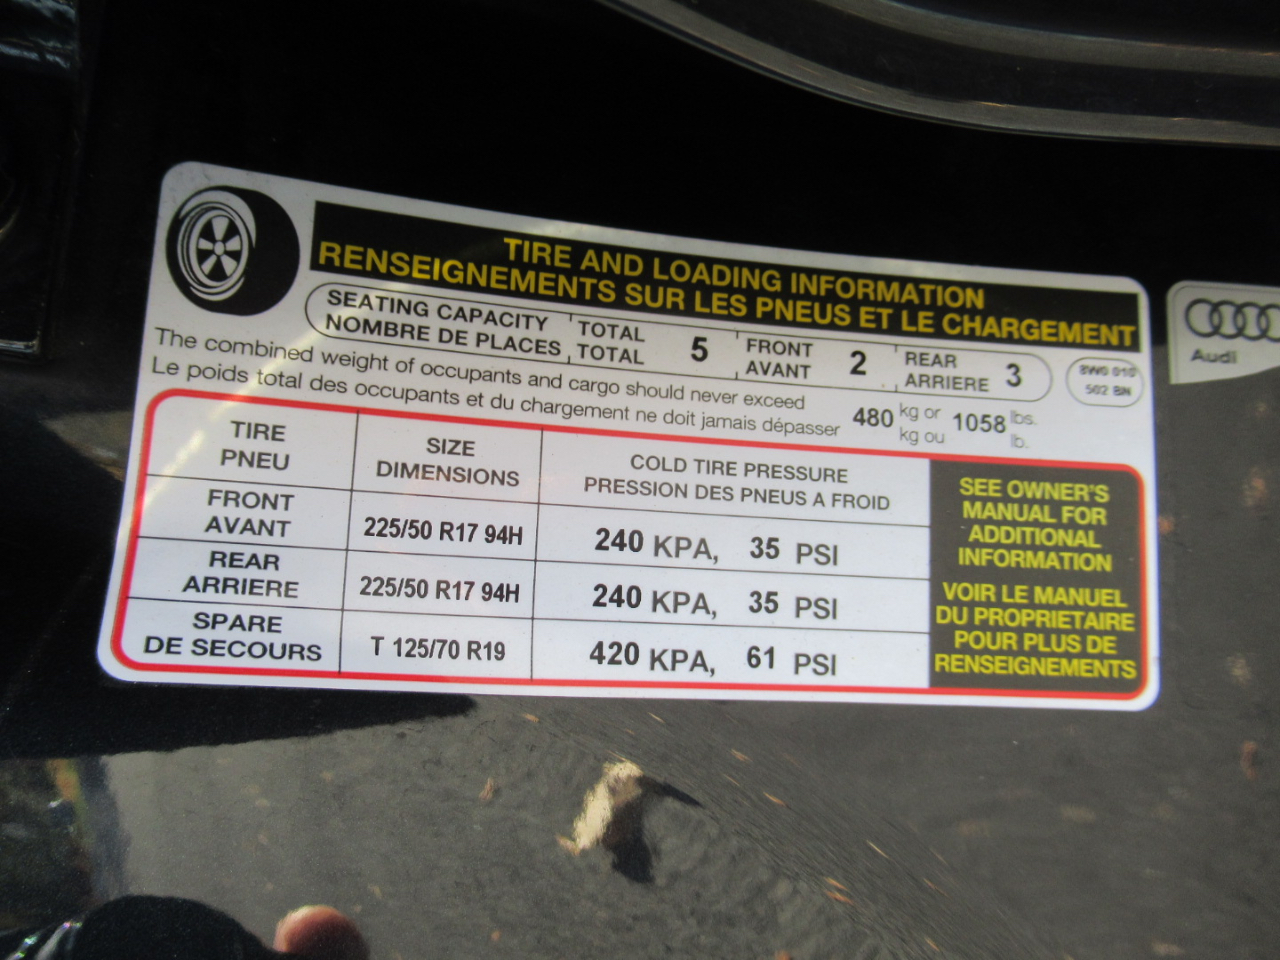 TIRE AND LOADING INFORMATION
RENSEIGNEMENTS SUR LES PNEUS ET LE CHARGEMENT
SEATING CAPACITY TOTAL 5 FRONT 2 REAR 3
NOMBRE DE PLACES TOTAL AVANT ARRIERE
8W0 010
502 BN
Audi
The combined weight of occupants and cargo should never exceed 480 kg or 1058 lbs.
Le poids total des occupants et du chargement ne doit jamais dépasser kg ou lb.
TIRE SIZE COLD TIRE PRESSURE
PNEU DIMENSIONS PRESSION DES PNEUS A FROID
FRONT
AVANT 225/50 R17 94H 240 KPA, 35 PSI
REAR
ARRIERE 225/50 R17 94H 240 KPA, 35 PSI
SPARE
DE SECOURS T 125/70 R19 420 KPA, 61 PSI
SEE OWNER'S
MANUAL FOR
ADDITIONAL
INFORMATION
VOIR LE MANUEL
DU PROPRIETAIRE
POUR PLUS DE
RENSEIGNEMENTS